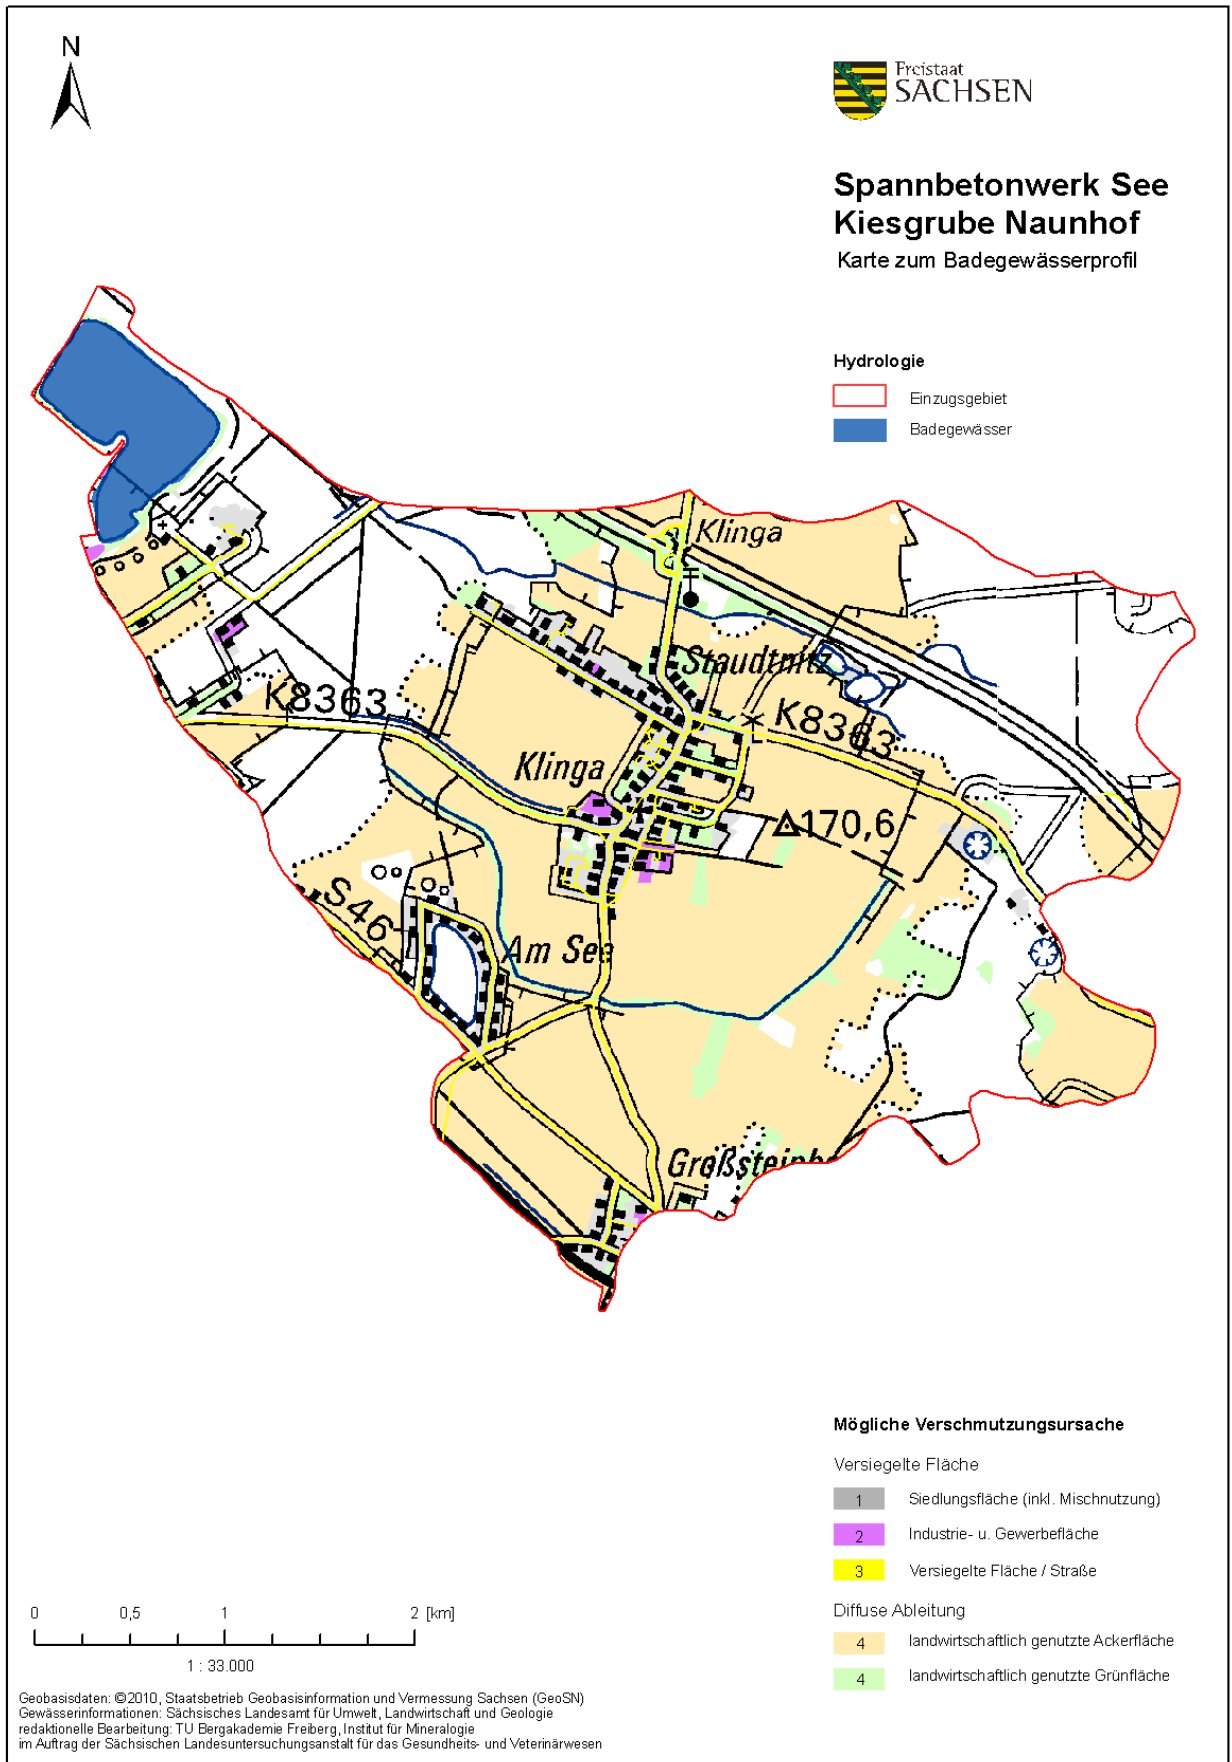 N
Freistaat
SACHSEN
Spannbetonwerk See
Kiesgrube Naunhof
Karte zum Badegewässerprofil
Hydrologie
Einzugsgebiet
Badegewässer
Klinga
Staudtnitz
K8363
K8363
Klinga
170,6
S46
Am See
Großsteinbe
Mögliche Verschmutzungsursache
Versiegelte Fläche
1 Siedlungsfläche (inkl. Mischnutzung)
2 Industrie- u. Gewerbefläche
3 Versiegelte Fläche / Straße
Diffuse Ableitung
4 landwirtschaftlich genutzte Ackerfläche
4 landwirtschaftlich genutzte Grünfläche
0 0,5 1 2 [km]
1 : 33.000
Geobasisdaten: ©2010, Staatsbetrieb Geobasisinformation und Vermessung Sachsen (GeoSN)
Gewässerinformationen: Sächsisches Landesamt für Umwelt, Landwirtschaft und Geologie
redaktionelle Bearbeitung: TU Bergakademie Freiberg, Institut für Mineralogie
im Auftrag der Sächsischen Landesuntersuchungsanstalt für das Gesundheits- und Veterinärwesen